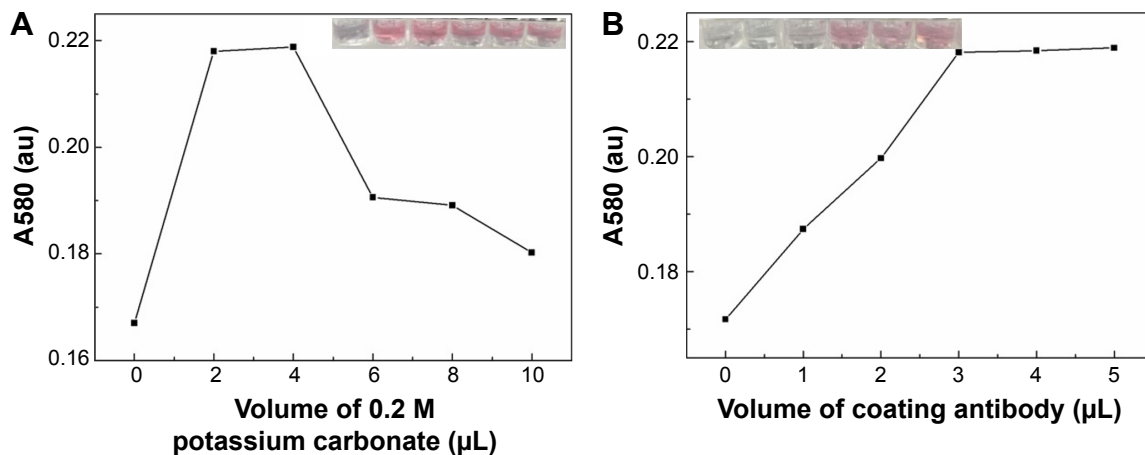 A
0.22
0.20
0.18
0.16
A580 (au)
0 2 4 6 8 10
Volume of 0.2 M
potassium carbonate (µL)
B
0.22
0.20
0.18
A580 (au)
0 1 2 3 4 5
Volume of coating antibody (µL)